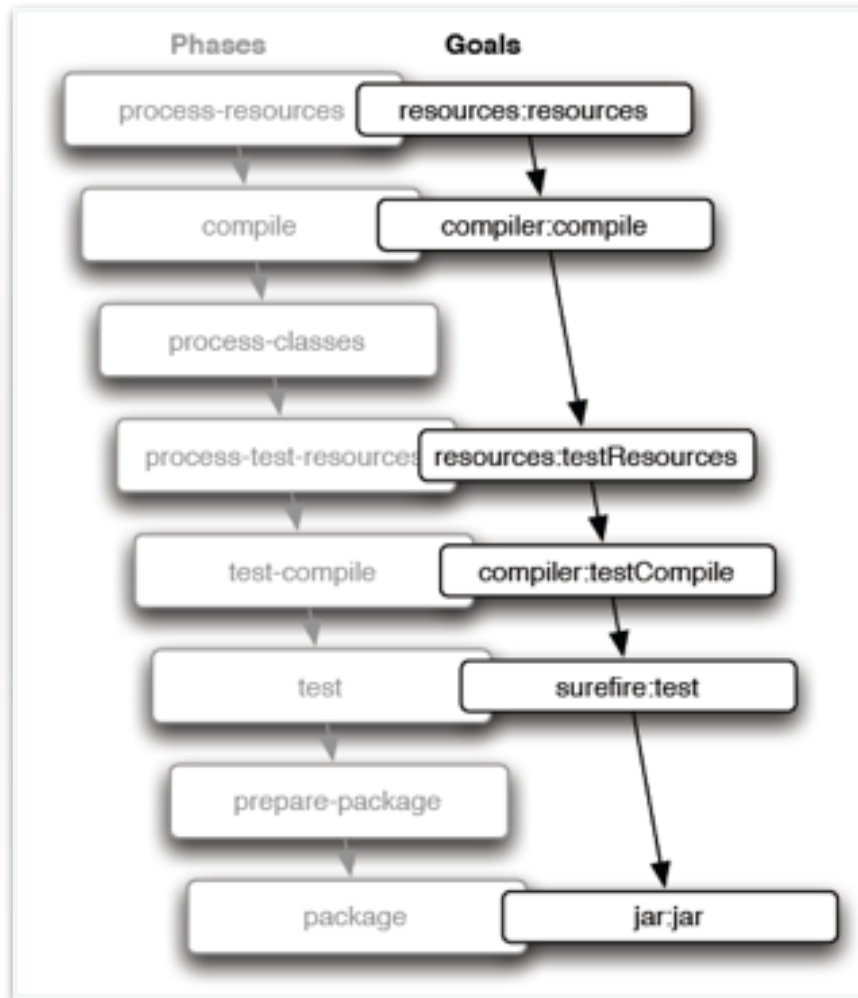 Phases Goals
process-resources resources:resources
compile compiler:compile
process-classes
process-test-resources resources:testResources
test-compile compiler:testCompile
test surefire:test
prepare-package
package jar:jar